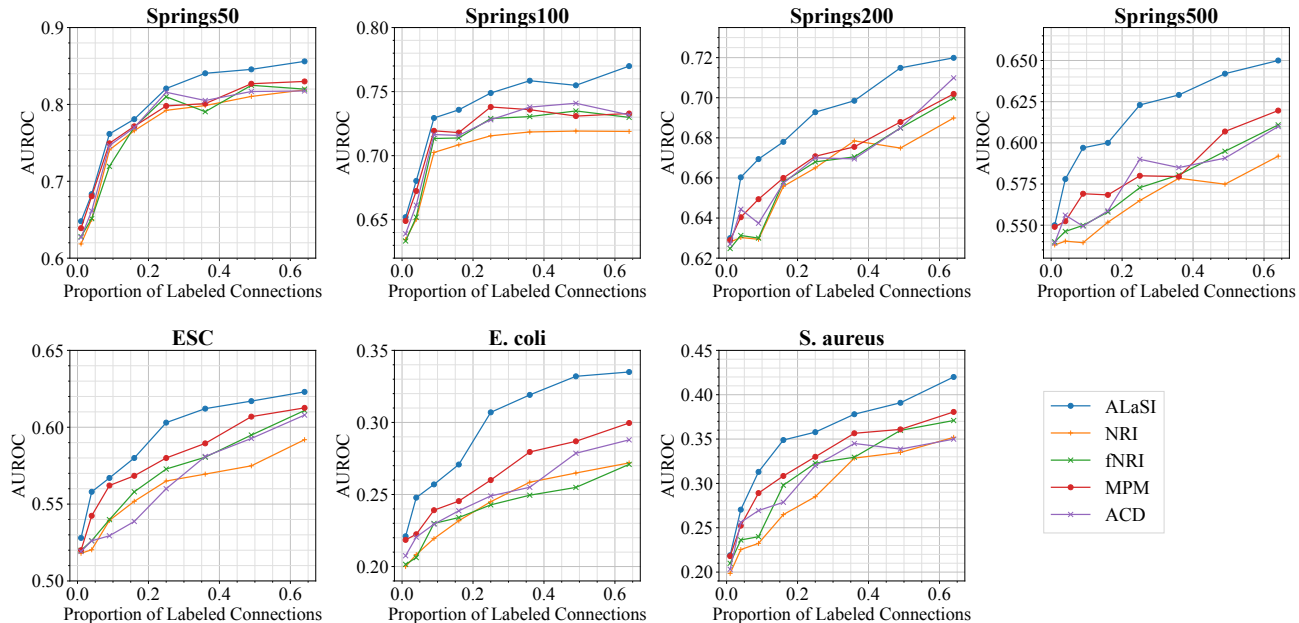 Springs50
AUROC
0.9
0.8
0.7
0.6
0.0 0.2 0.4 0.6
Proportion of Labeled Connections
Springs100
AUROC
0.80
0.75
0.70
0.65
0.0 0.2 0.4 0.6
Proportion of Labeled Connections
Springs200
AUROC
0.72
0.70
0.68
0.66
0.64
0.62
0.0 0.2 0.4 0.6
Proportion of Labeled Connections
Springs500
AUROC
0.650
0.625
0.600
0.575
0.550
0.0 0.2 0.4 0.6
Proportion of Labeled Connections
ESC
AUROC
0.65
0.60
0.55
0.50
0.0 0.2 0.4 0.6
Proportion of Labeled Connections
E. coli
AUROC
0.35
0.30
0.25
0.20
0.0 0.2 0.4 0.6
Proportion of Labeled Connections
S. aureus
AUROC
0.45
0.40
0.35
0.30
0.25
0.20
0.0 0.2 0.4 0.6
Proportion of Labeled Connections
ALaSI
NRI
fNRI
MPM
ACD